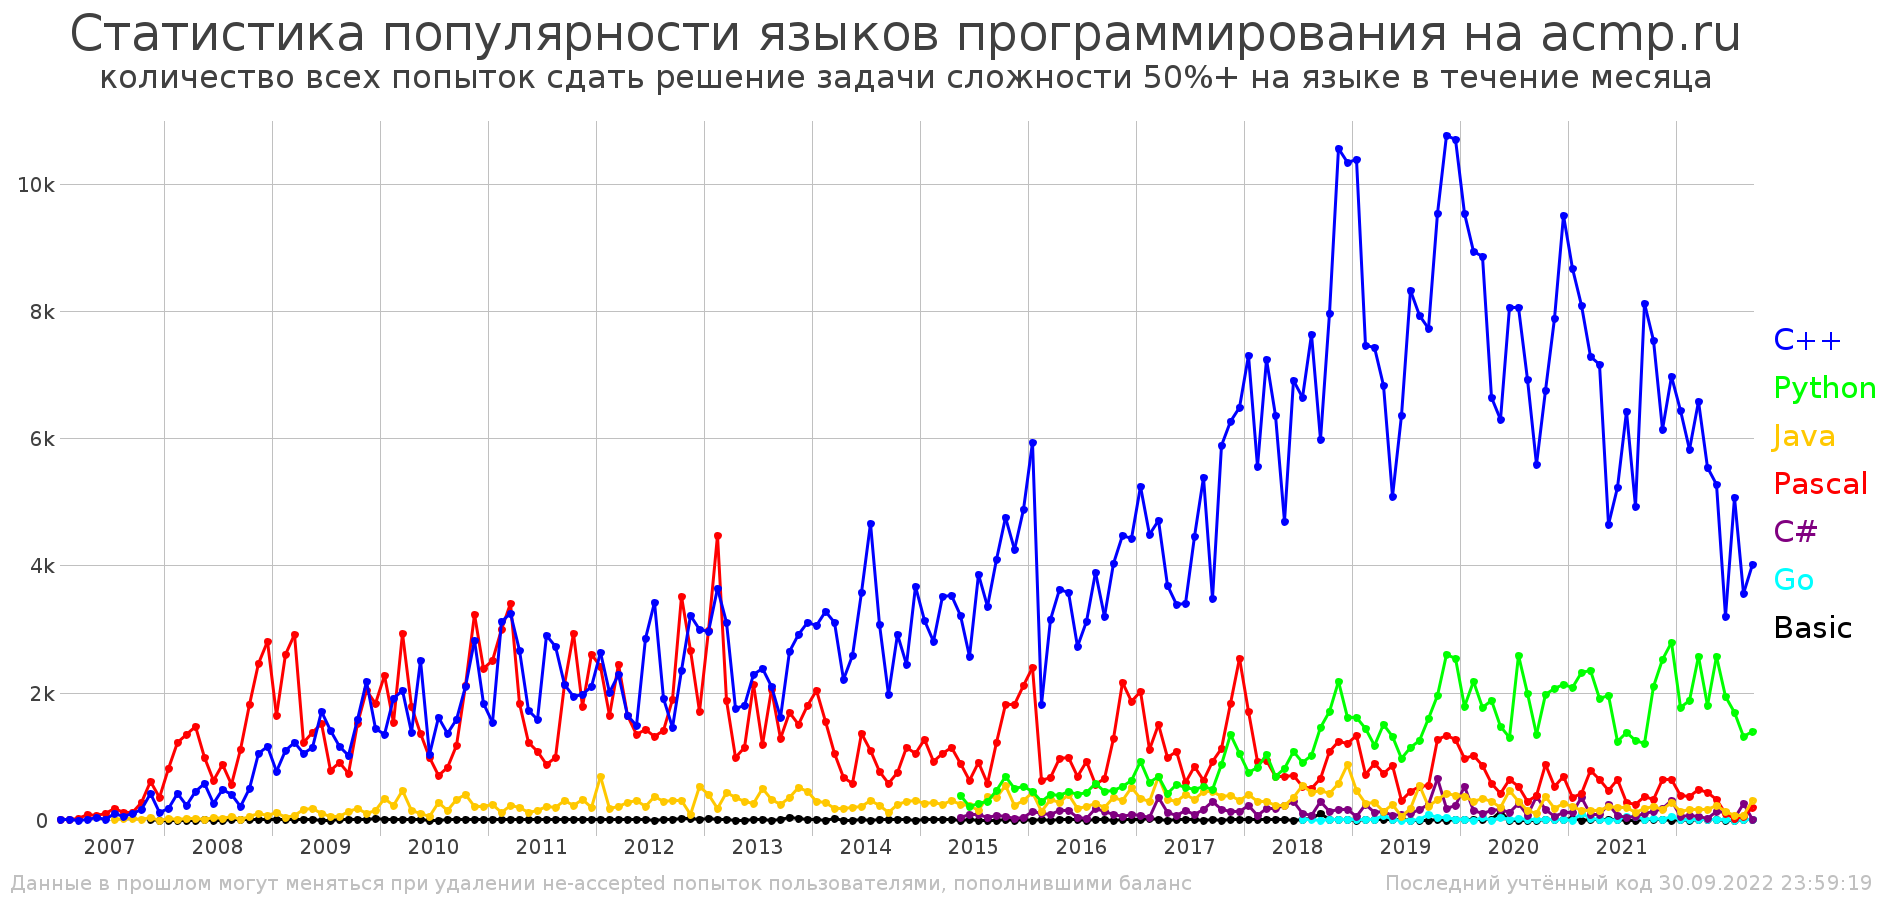 Статистика популярности языков программирования на acmp.ru
количество всех попыток сдать решение задачи сложности 50%+ на языке в течение месяца
10k
8k
6k
4k
2k
0
C++
Python
Java
Pascal
C#
Go
Basic
2007 2008 2009 2010 2011 2012 2013 2014 2015 2016 2017 2018 2019 2020 2021
Данные в прошлом могут меняться при удалении не-accepted попыток пользователями, пополнившими баланс
Последний учтённый код 30.09.2022 23:59:19